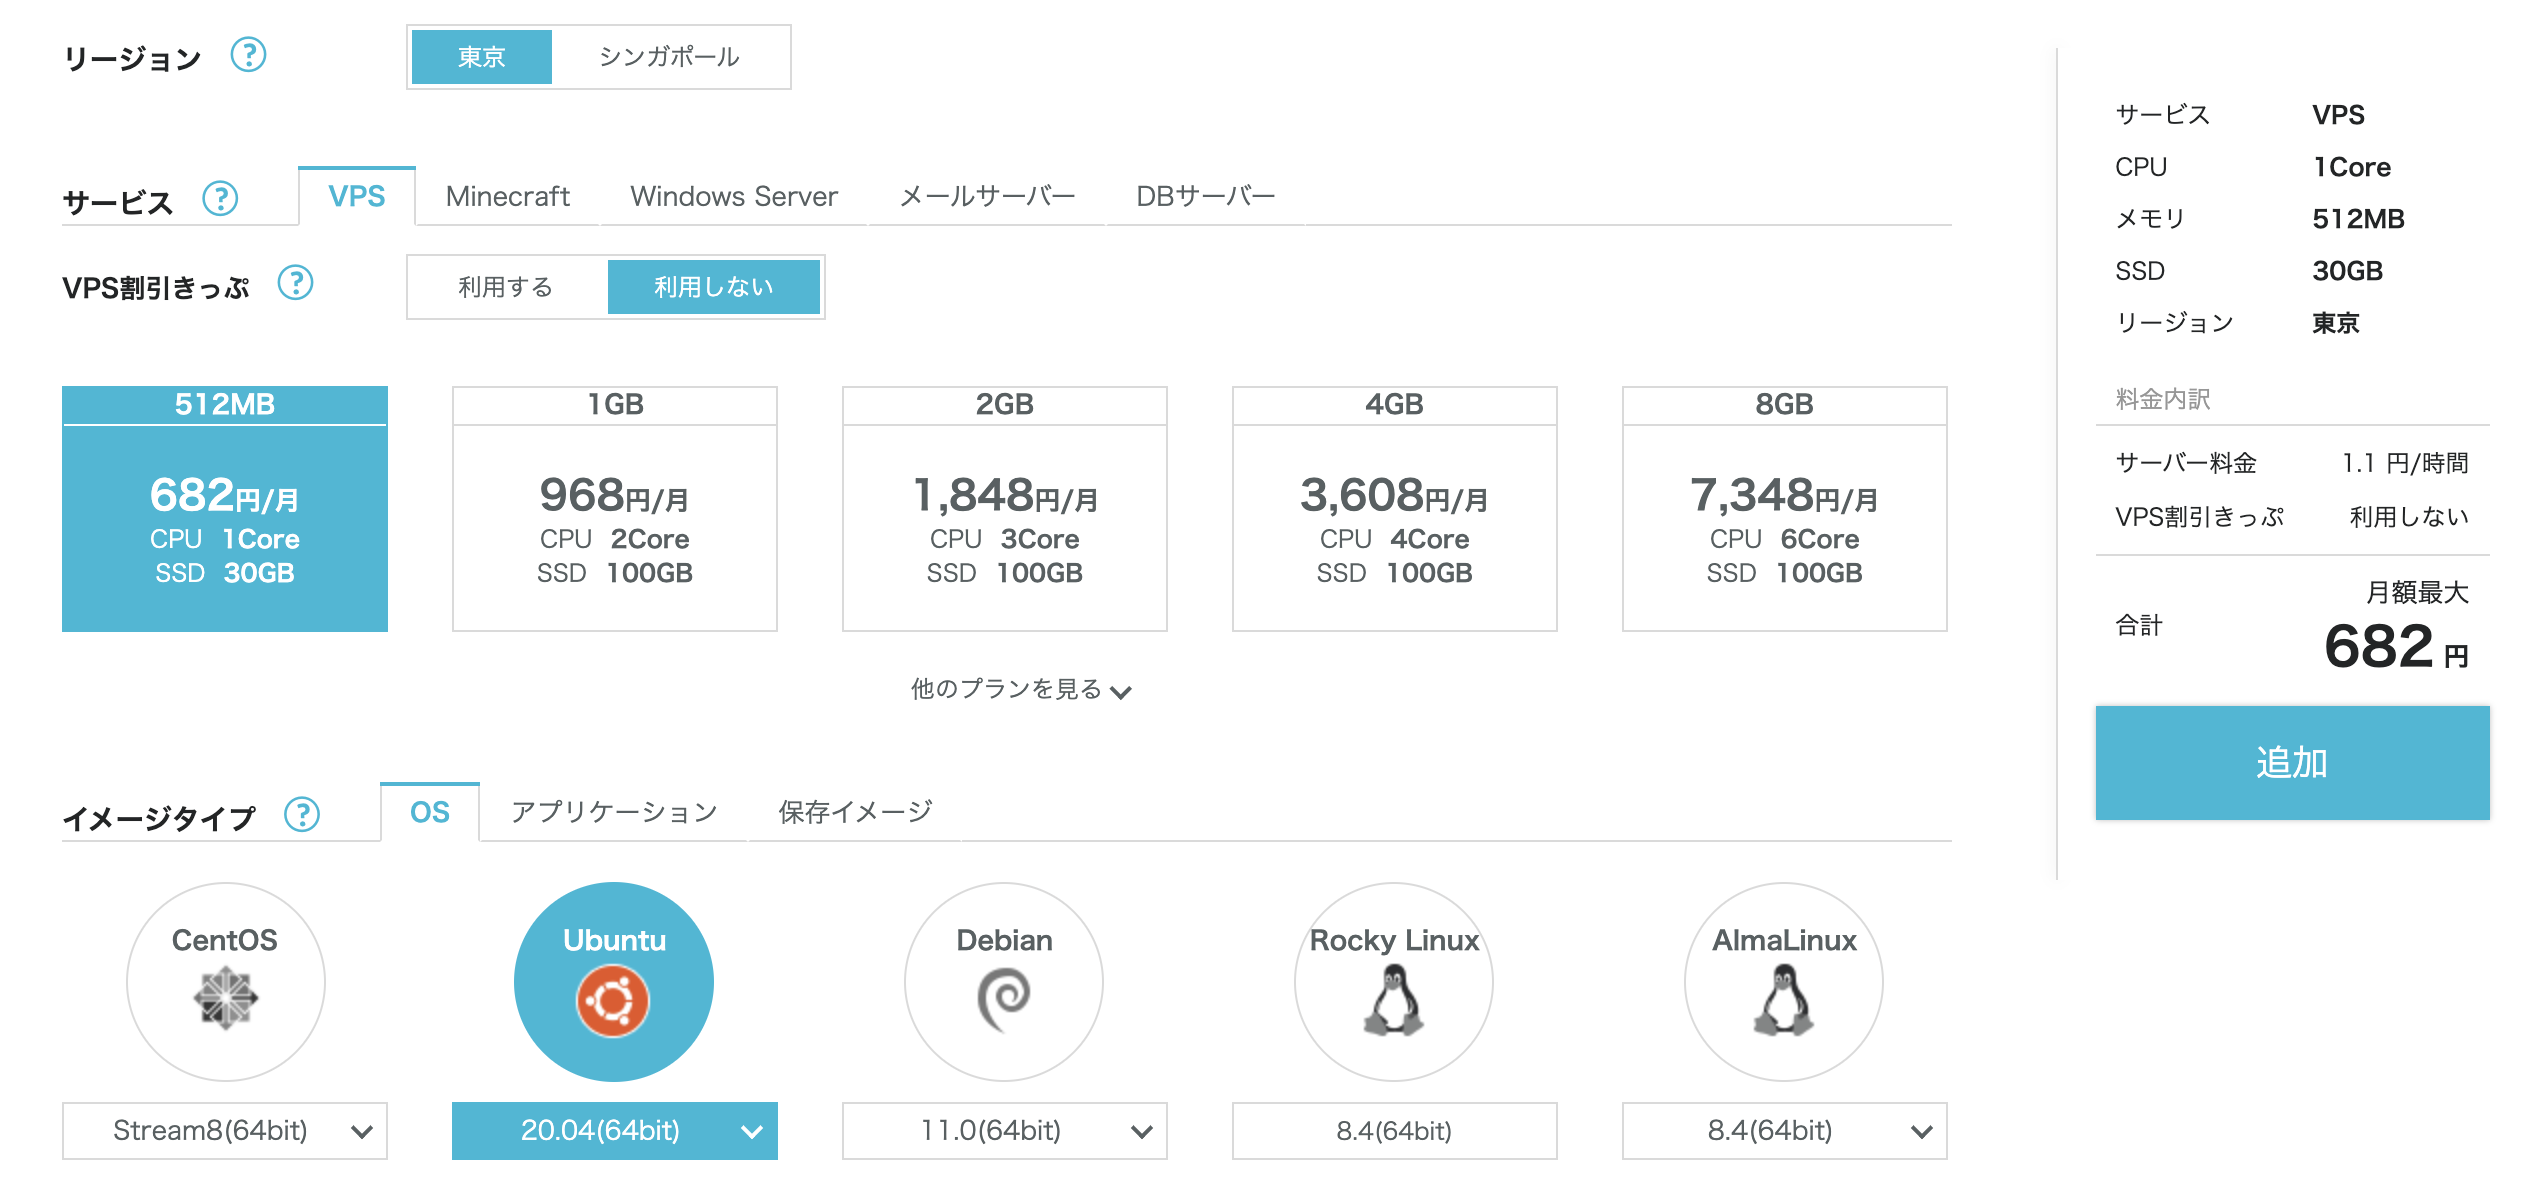 リージョン ? 東京 シンガポール
サービス ? VPS Minecraft Windows Server メールサーバー DBサーバー
VPS割引きっぷ ? 利用する 利用しない
512MB
682円/月
CPU 1Core
SSD 30GB
1GB
968円/月
CPU 2Core
SSD 100GB
2GB
1,848円/月
CPU 3Core
SSD 100GB
4GB
3,608円/月
CPU 4Core
SSD 100GB
8GB
7,348円/月
CPU 6Core
SSD 100GB
他のプランを見る
イメージタイプ ? OS アプリケーション 保存イメージ
CentOS
Stream8(64bit)
Ubuntu
20.04(64bit)
Debian
11.0(64bit)
Rocky Linux
8.4(64bit)
AlmaLinux
8.4(64bit)
サービス VPS
CPU 1Core
メモリ 512MB
SSD 30GB
リージョン 東京
料金内訳
サーバー料金 1.1 円/時間
VPS割引きっぷ 利用しない
合計 月額最大
682 円
追加